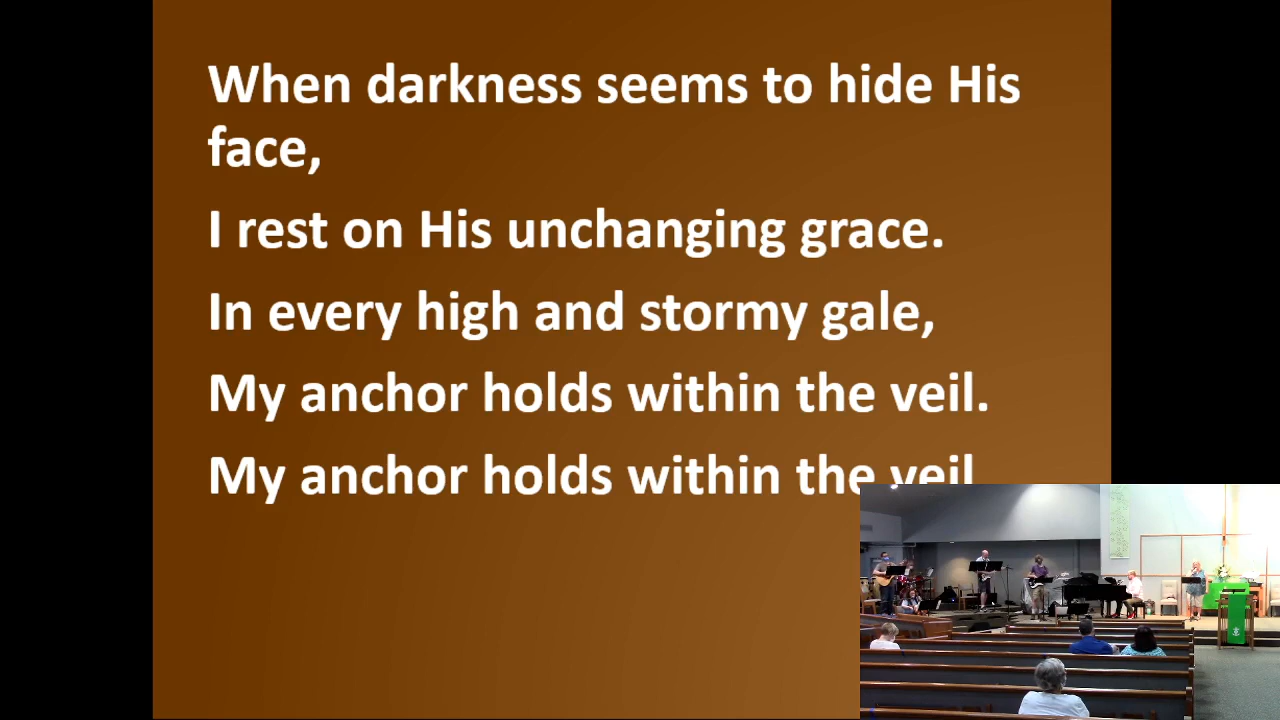 When darkness seems to hide His
face,
I rest on His unchanging grace.
In every high and stormy gale,
My anchor holds within the veil.
My anchor holds within the veil